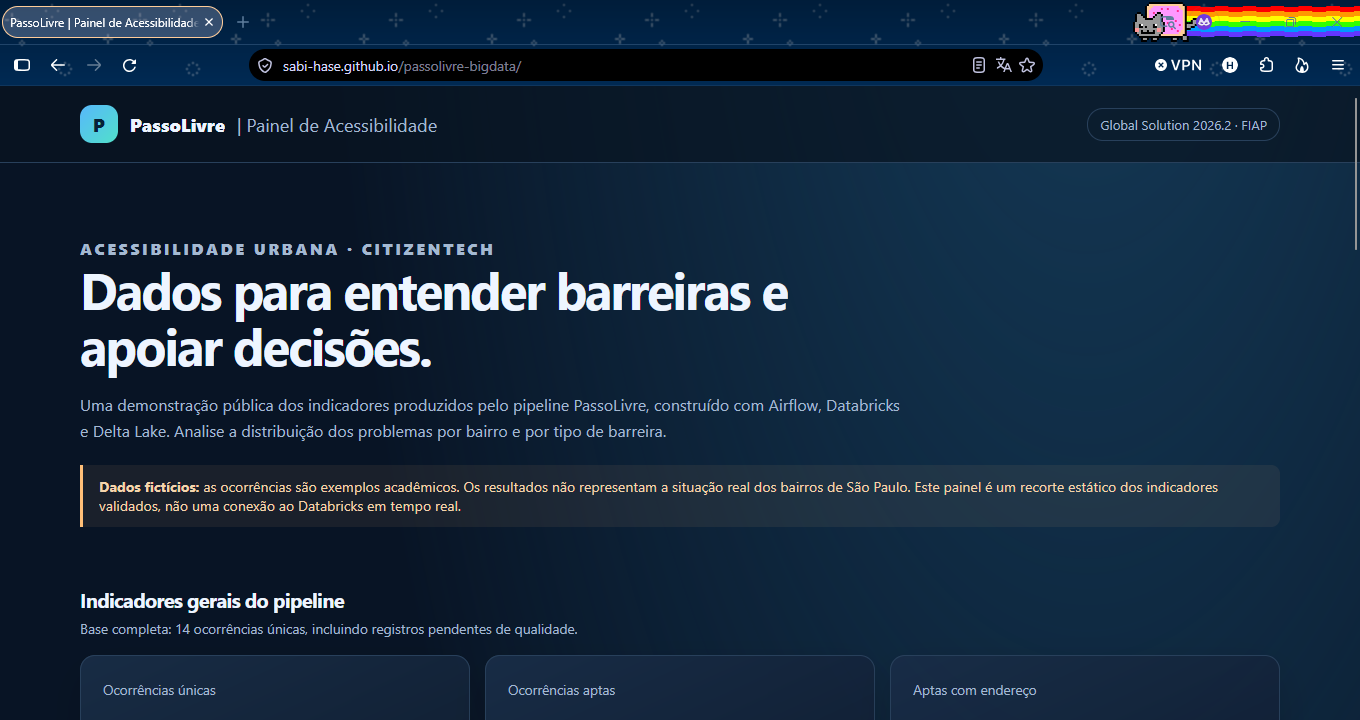 PassoLivre | Painel de Acessibilidade
sabi-hase.github.io/passolivre-bigdata/
VPN
H
P
PassoLivre | Painel de Acessibilidade
Global Solution 2026.2 · FIAP
ACESSIBILIDADE URBANA · CITIZENTECH
Dados para entender barreiras e
apoiar decisões.
Uma demonstração pública dos indicadores produzidos pelo pipeline PassoLivre, construído com Airflow, Databricks
e Delta Lake. Analise a distribuição dos problemas por bairro e por tipo de barreira.
Dados fictícios: as ocorrências são exemplos acadêmicos. Os resultados não representam a situação real dos bairros de São Paulo. Este painel é um recorte estático dos indicadores
validados, não uma conexão ao Databricks em tempo real.
Indicadores gerais do pipeline
Base completa: 14 ocorrências únicas, incluindo registros pendentes de qualidade.
Ocorrências únicas
Ocorrências aptas
Aptas com endereço